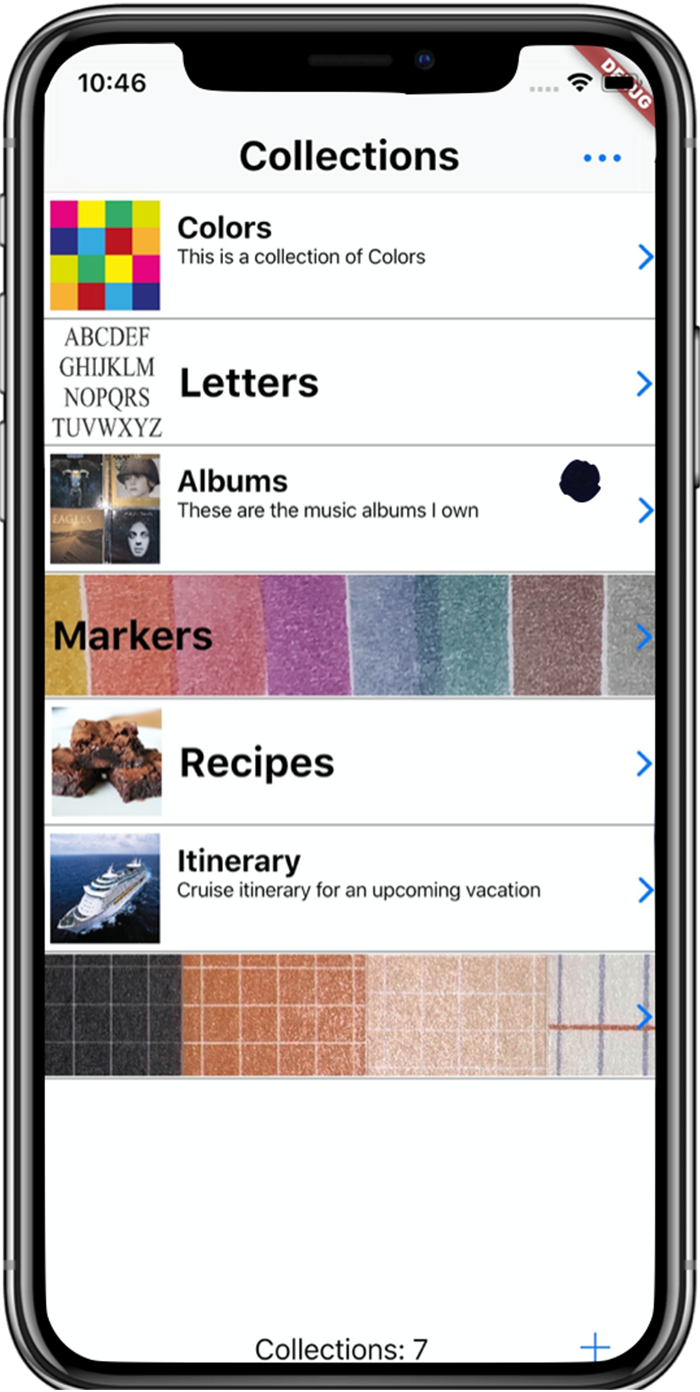 10:46
DEBUG
Collections
Colors
This is a collection of Colors
ABCDEF
GHIJKLM
NOPQRS
TUVWXYZ
Letters
EAGLES
Albums
These are the music albums I own
Markers
Recipes
Itinerary
Cruise itinerary for an upcoming vacation
Collections: 7